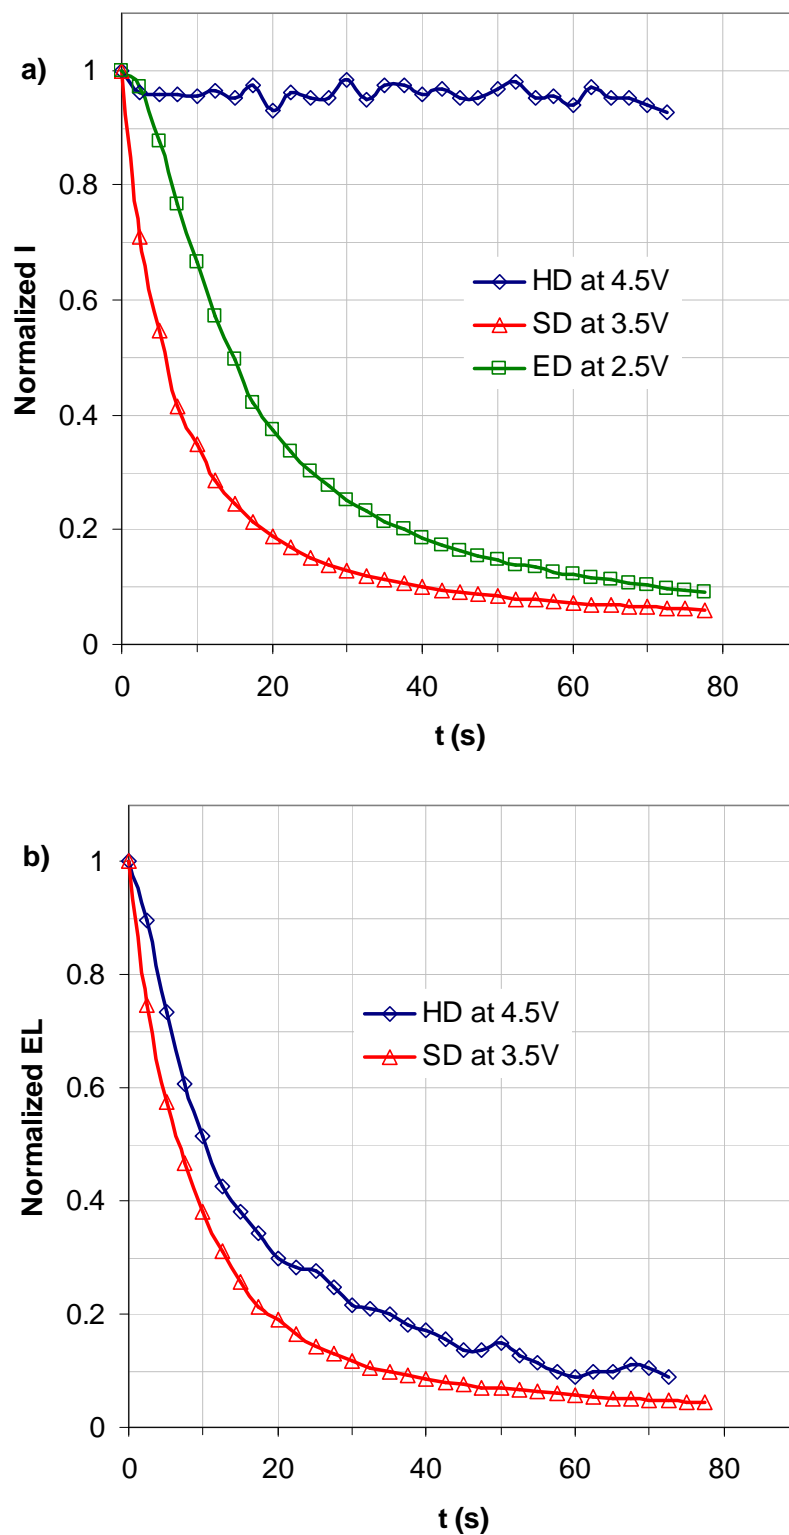 a)
1
0.8
0.6
0.4
0.2
0
Normalized I
HD at 4.5V
SD at 3.5V
ED at 2.5V
0 20 40 60 80
t (s)
b)
1
0.8
0.6
0.4
0.2
0
Normalized EL
HD at 4.5V
SD at 3.5V
0 20 40 60 80
t (s)